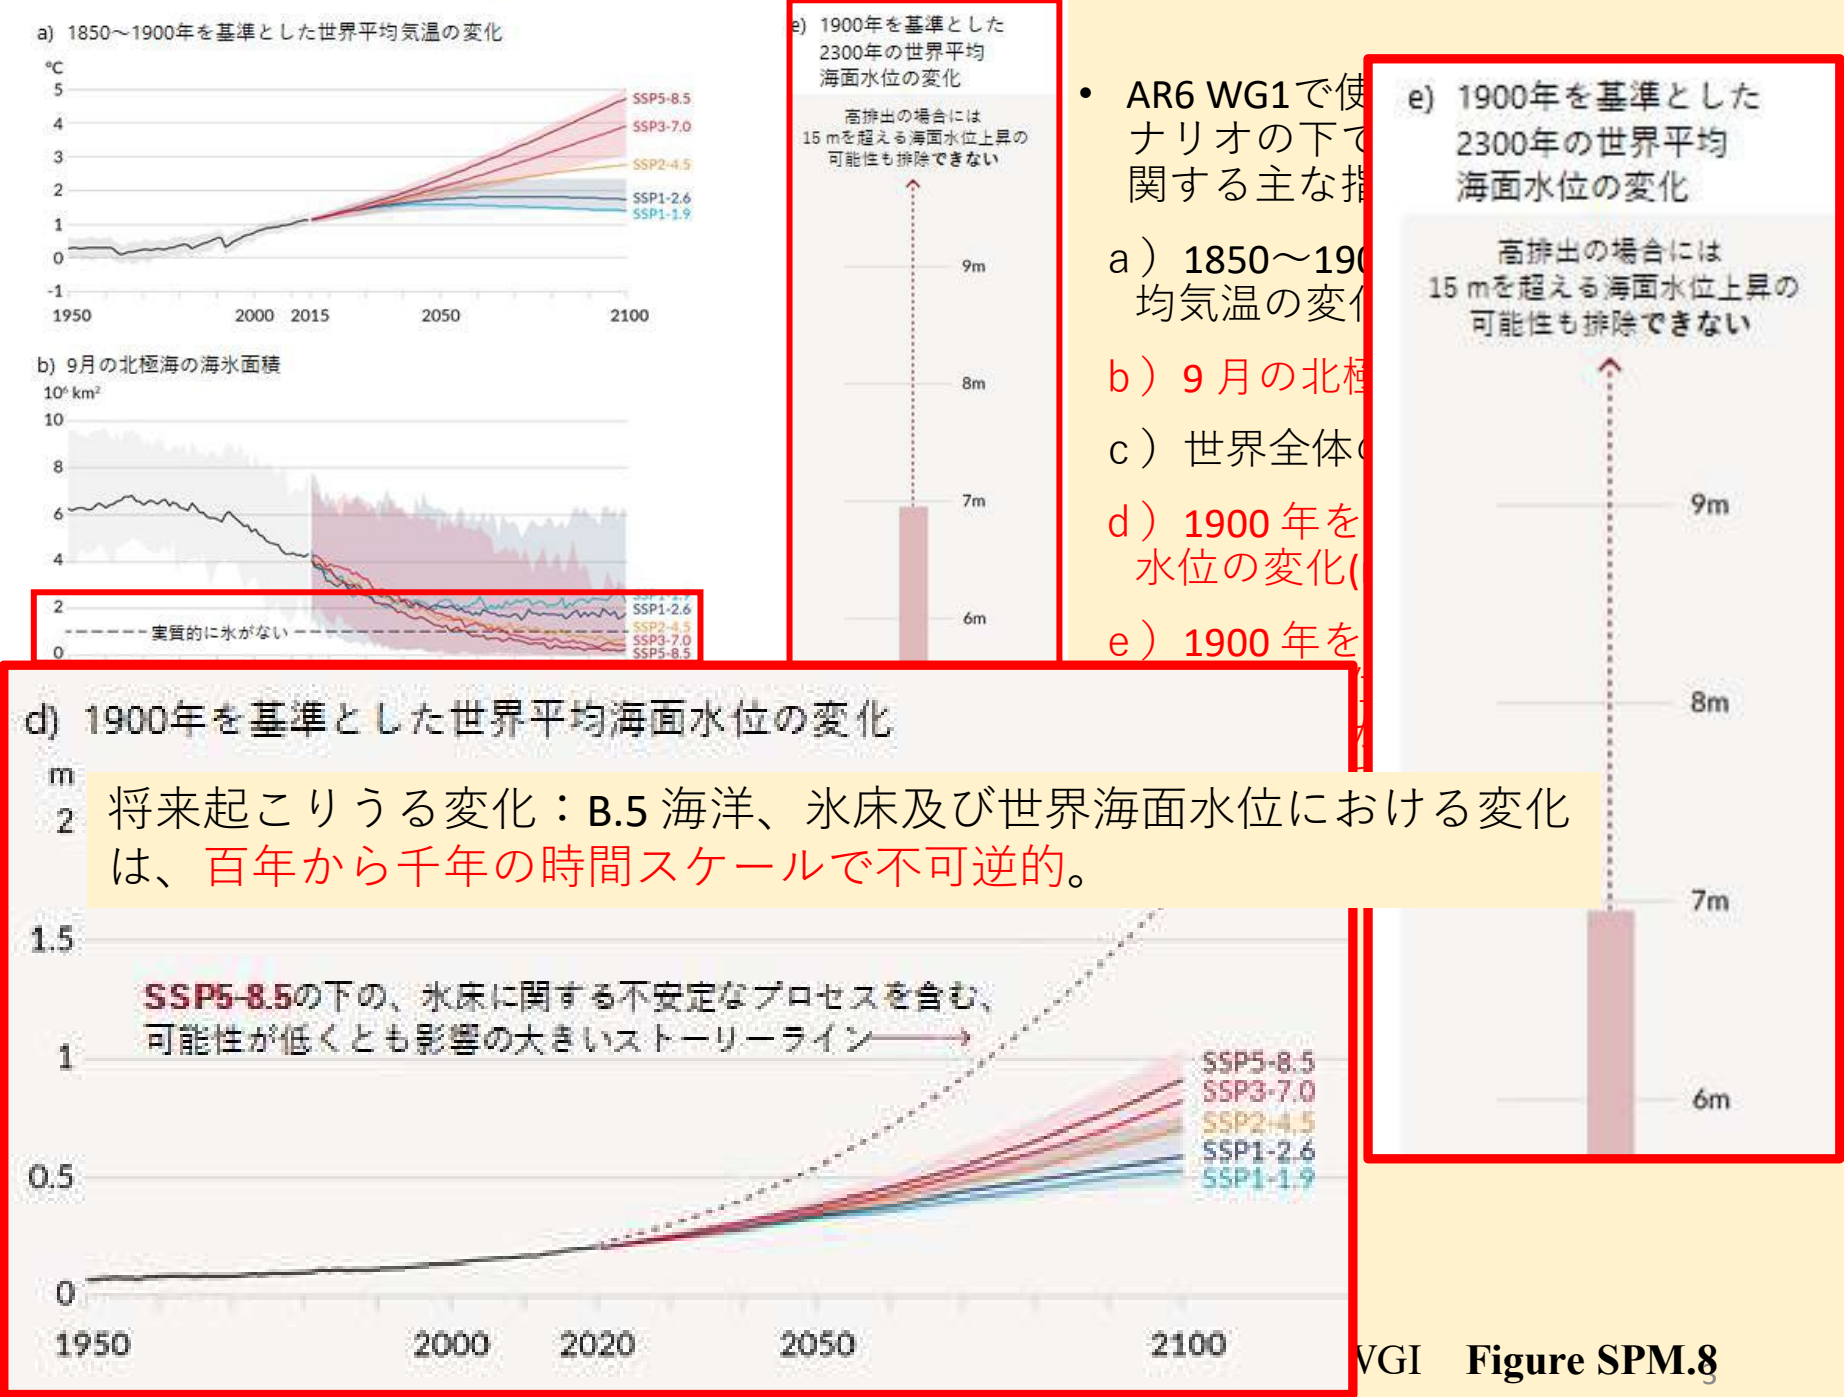 a) 1850～1900年を基準とした世界平均気温の変化
℃
5
4
3
2
1
0
-1
1950 2000 2015 2050 2100
SSP5-8.5
SSP3-7.0
SSP2-4.5
SSP1-2.6
SSP1-1.9
b) 9月の北極海の海氷面積
10⁶ km²
10
8
6
4
2
0
実質的に氷がない
SSP1-2.6
SSP2-4.5
SSP3-7.0
SSP5-8.5
e) 1900年を基準とした
2300年の世界平均
海面水位の変化
高排出の場合には
15 mを超える海面水位上昇の
可能性も排除できない
9m
8m
7m
6m
• AR6 WG1で使
ナリオの下で
関する主な指
a）1850～190
均気温の変化
b）9 月の北極
c）世界全体の
d）1900 年を
水位の変化(
e）1900 年を
e) 1900年を基準とした
2300年の世界平均
海面水位の変化
高排出の場合には
15 mを超える海面水位上昇の
可能性も排除できない
9m
8m
7m
6m
d) 1900年を基準とした世界平均海面水位の変化
m
2
将来起こりうる変化：B.5 海洋、氷床及び世界海面水位における変化
は、百年から千年の時間スケールで不可逆的。
1.5
SSP5-8.5の下の、氷床に関する不安定なプロセスを含む、
可能性が低くとも影響の大きいストーリーライン
1
0.5
0
SSP5-8.5
SSP3-7.0
SSP2-4.5
SSP1-2.6
SSP1-1.9
1950 2000 2020 2050 2100
VGI Figure SPM.8